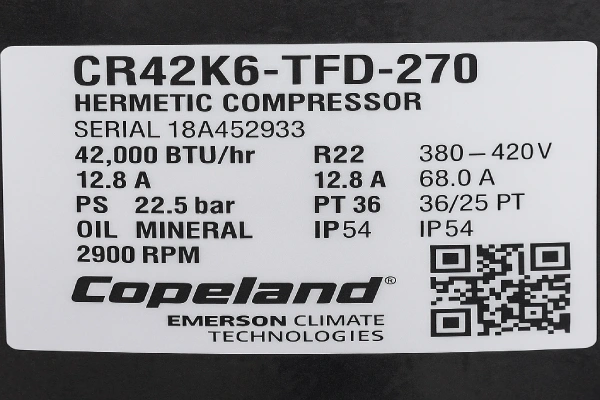 CR42K6-TFD-270
HERMETIC COMPRESSOR
SERIAL 18A452933
42,000 BTU/hr R22 380-420V
12.8 A 12.8 A 68.0 A
PS 22.5 bar PT 36 36/25 PT
OIL MINERAL IP54 IP54
2900 RPM
Copeland®
EMERSON CLIMATE
TECHNOLOGIES